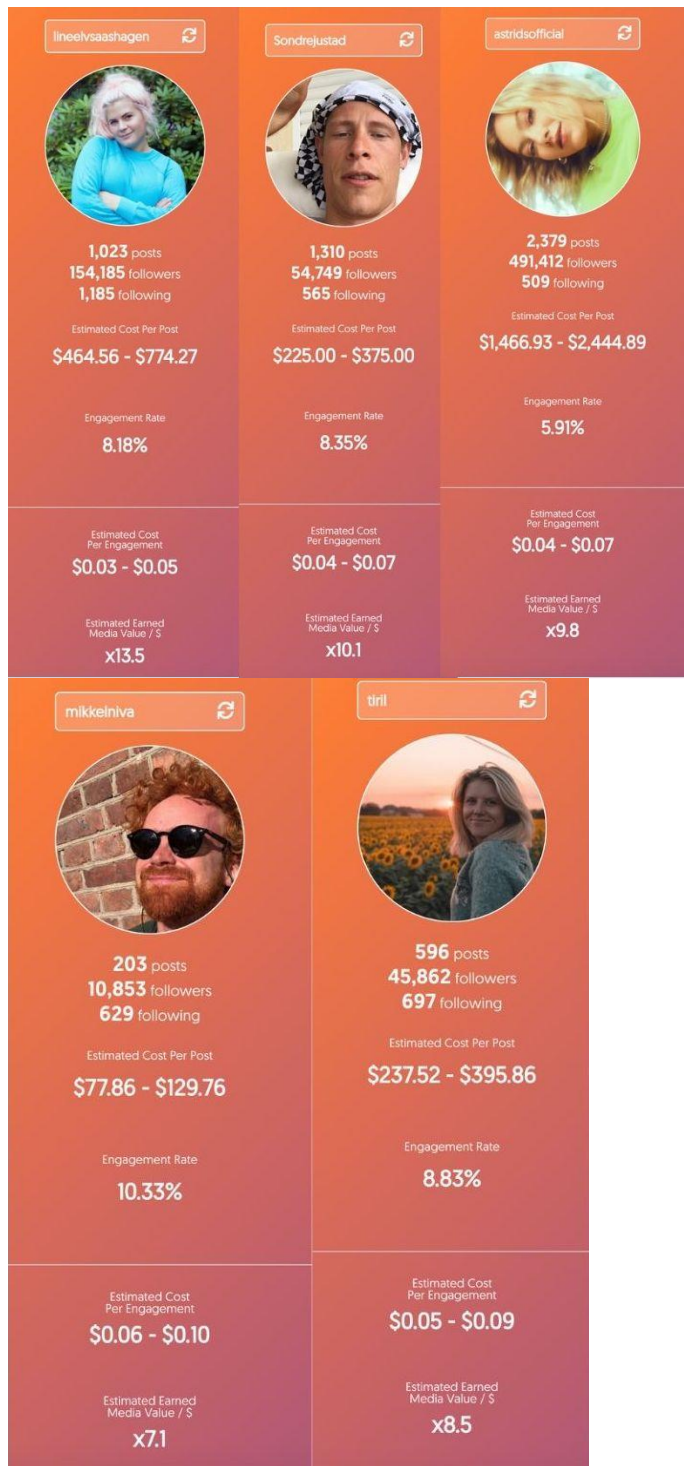 lineelvsaashagen
1,023 posts
154,185 followers
1,185 following
Estimated Cost Per Post
$464.56 - $774.27
Engagement Rate
8.18%
Estimated Cost
Per Engagement
$0.03 - $0.05
Estimated Earned
Media Value / $
x13.5
Sondrejustad
1,310 posts
54,749 followers
565 following
Estimated Cost Per Post
$225.00 - $375.00
Engagement Rate
8.35%
Estimated Cost
Per Engagement
$0.04 - $0.07
Estimated Earned
Media Value / $
x10.1
astridsofficial
2,379 posts
491,412 followers
509 following
Estimated Cost Per Post
$1,466.93 - $2,444.89
Engagement Rate
5.91%
Estimated Cost
Per Engagement
$0.04 - $0.07
Estimated Earned
Media Value / $
x9.8
mikkelniva
203 posts
10,853 followers
629 following
Estimated Cost Per Post
$77.86 - $129.76
Engagement Rate
10.33%
Estimated Cost
Per Engagement
$0.06 - $0.10
Estimated Earned
Media Value / $
x7.1
tiril
596 posts
45,862 followers
697 following
Estimated Cost Per Post
$237.52 - $395.86
Engagement Rate
8.83%
Estimated Cost
Per Engagement
$0.05 - $0.09
Estimated Earned
Media Value / $
x8.5